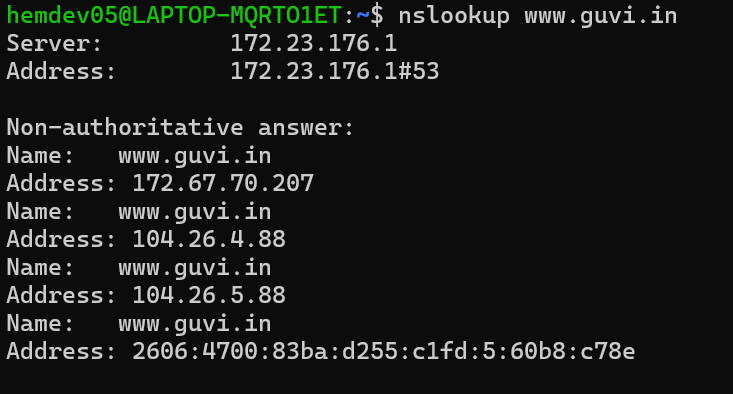 hemdev05@LAPTOP-MQRTO1ET:~$ nslookup www.guvi.in
Server:         172.23.176.1
Address:        172.23.176.1#53

Non-authoritative answer:
Name:   www.guvi.in
Address: 172.67.70.207
Name:   www.guvi.in
Address: 104.26.4.88
Name:   www.guvi.in
Address: 104.26.5.88
Name:   www.guvi.in
Address: 2606:4700:83ba:d255:c1fd:5:60b8:c78e